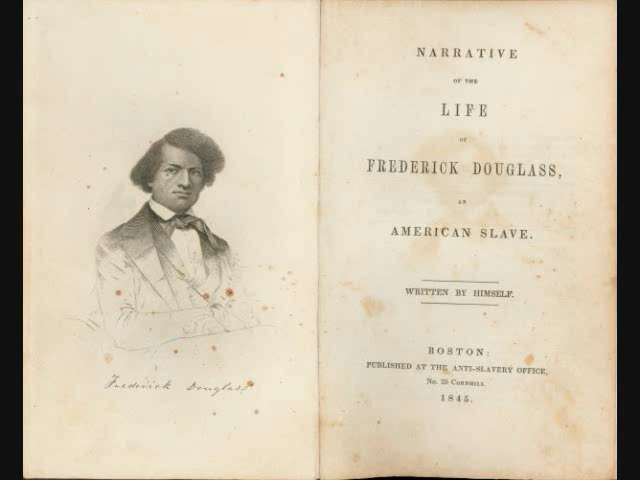 Frederick Douglass
NARRATIVE
OF THE
LIFE
OF
FREDERICK DOUGLASS,
AN
AMERICAN SLAVE.
WRITTEN BY HIMSELF.
BOSTON:
PUBLISHED AT THE ANTI-SLAVERY OFFICE,
No. 25 Cornhill
1845.